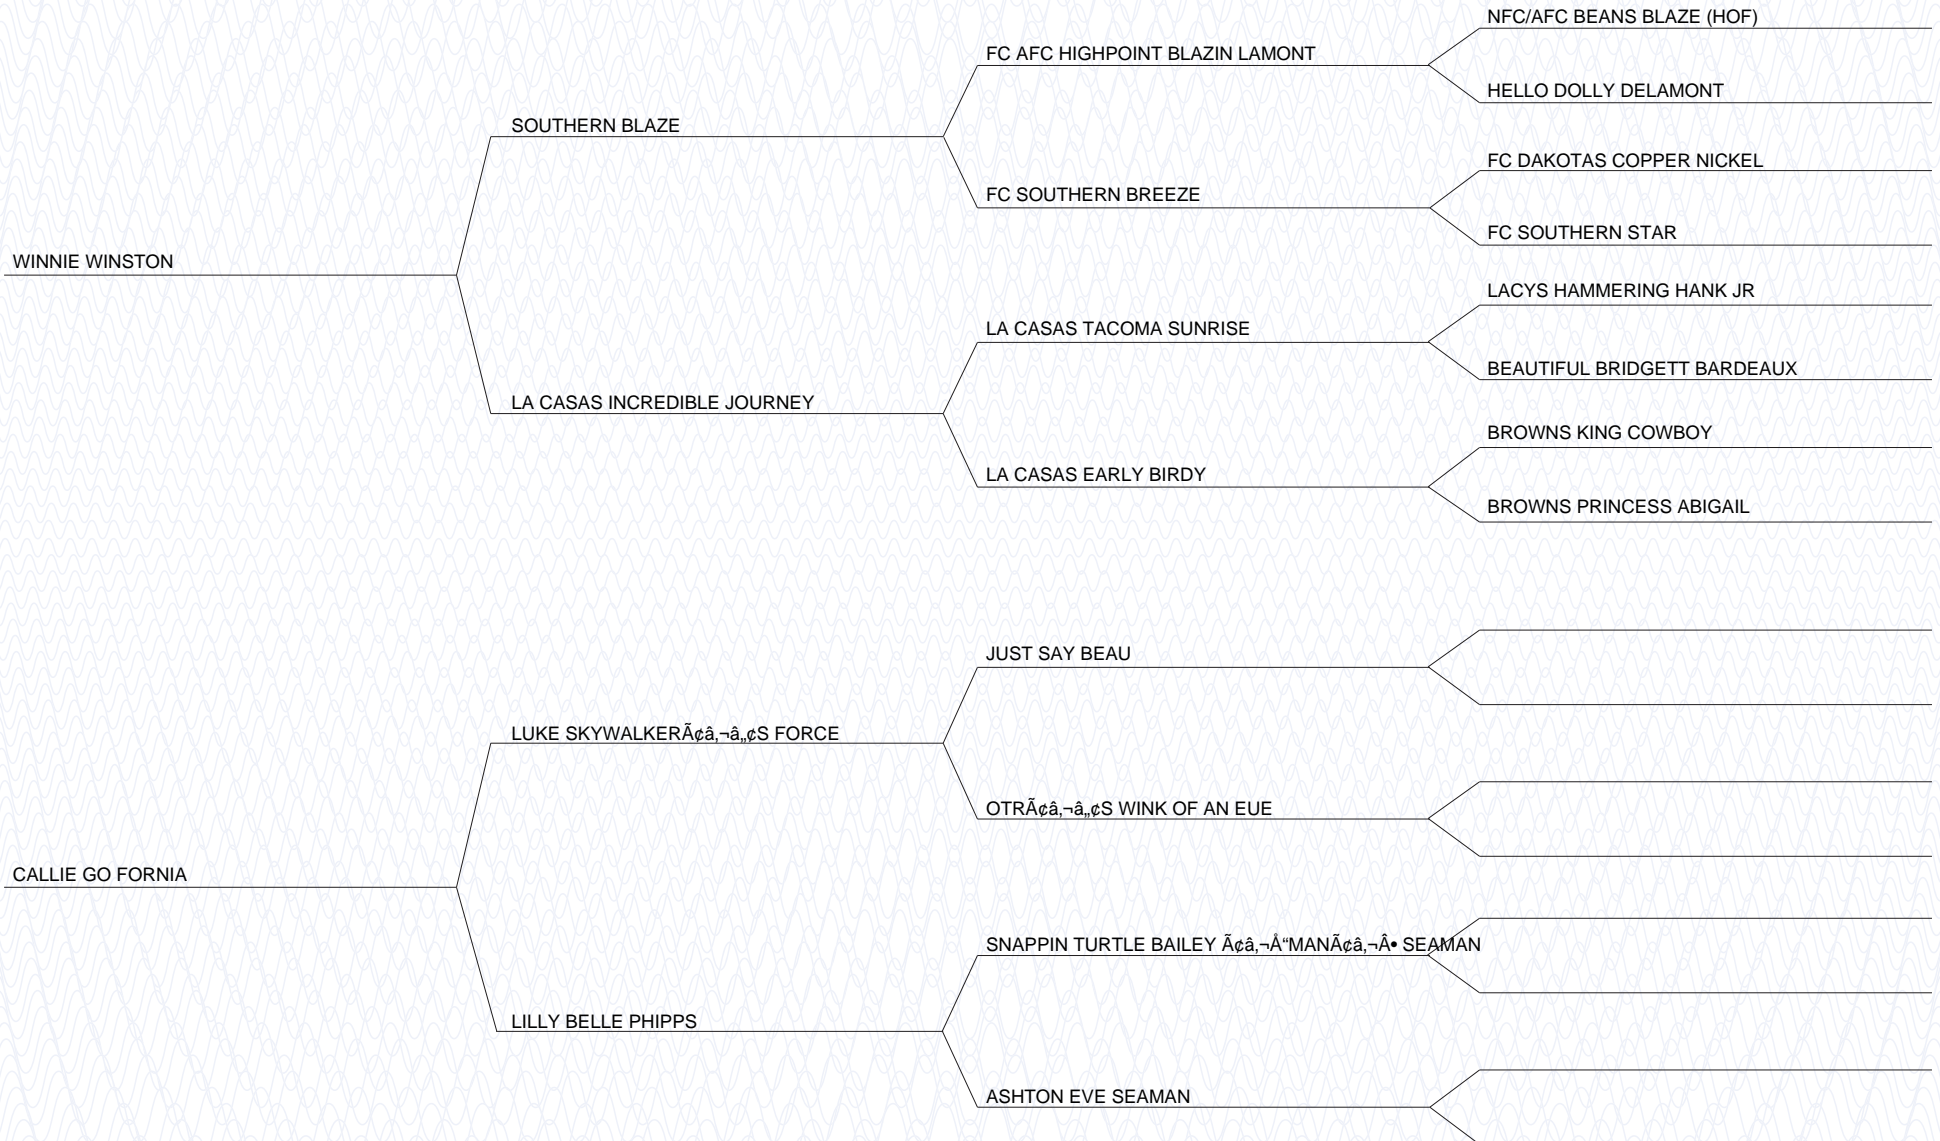 NFC/AFC BEANS BLAZE (HOF)
FC AFC HIGHPOINT BLAZIN LAMONT
HELLO DOLLY DELAMONT
SOUTHERN BLAZE
FC DAKOTAS COPPER NICKEL
FC SOUTHERN BREEZE
FC SOUTHERN STAR
WINNIE WINSTON
LACYS HAMMERING HANK JR
LA CASAS TACOMA SUNRISE
BEAUTIFUL BRIDGETT BARDEAUX
LA CASAS INCREDIBLE JOURNEY
BROWNS KING COWBOY
LA CASAS EARLY BIRDY
BROWNS PRINCESS ABIGAIL
JUST SAY BEAU
LUKE SKYWALKERÃ¢â‚¬â„¢S FORCE
OTRÃ¢â‚¬â„¢S WINK OF AN EUE
CALLIE GO FORNIA
SNAPPIN TURTLE BAILEY Ã¢â‚¬Å“MANÃ¢â‚¬Â• SEAMAN
LILLY BELLE PHIPPS
ASHTON EVE SEAMAN